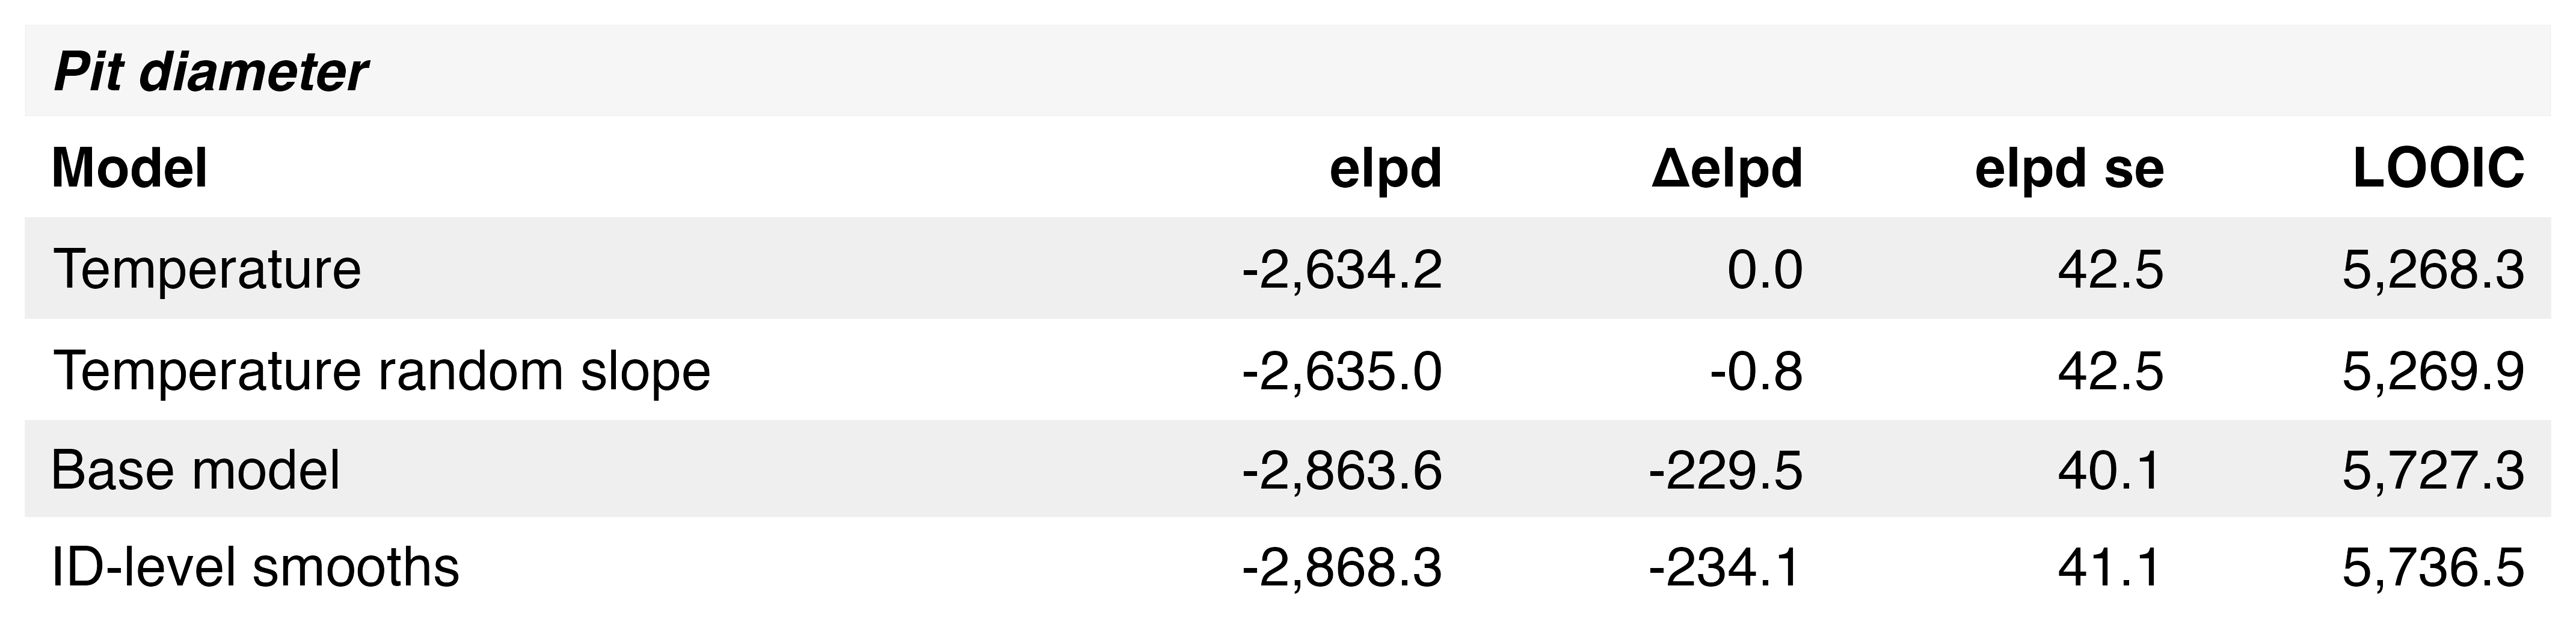 Pit diameter
Model elpd Δelpd elpd se LOOIC
Temperature -2,634.2 0.0 42.5 5,268.3
Temperature random slope -2,635.0 -0.8 42.5 5,269.9
Base model -2,863.6 -229.5 40.1 5,727.3
ID-level smooths -2,868.3 -234.1 41.1 5,736.5